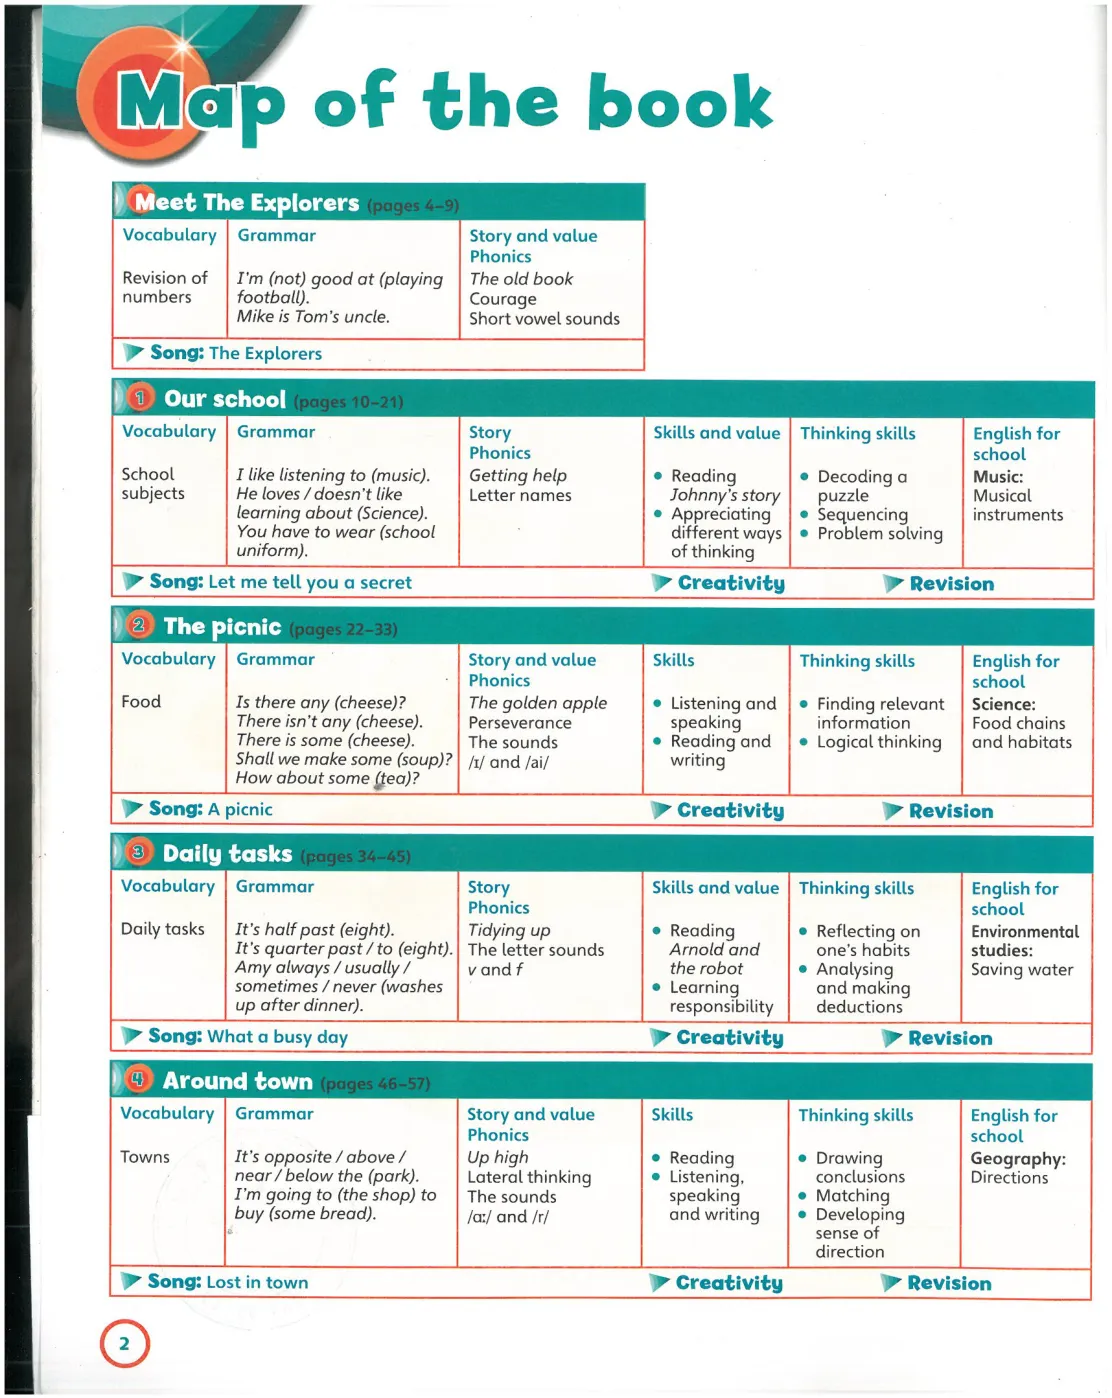 Map of the book
Meet The Explorers (pages 4–9)
Vocabulary
Revision of
numbers
Grammar
I'm (not) good at (playing
football).
Mike is Tom's uncle.
Story and value
Phonics
The old book
Courage
Short vowel sounds
Song: The Explorers
1 Our school (pages 10–21)
Vocabulary
School
subjects
Grammar
I like listening to (music).
He loves / doesn't like
learning about (Science).
You have to wear (school
uniform).
Story
Phonics
Getting help
Letter names
Skills and value
• Reading
Johnny's story
• Appreciating
different ways
of thinking
Thinking skills
• Decoding a
puzzle
• Sequencing
• Problem solving
English for
school
Music:
Musical
instruments
Song: Let me tell you a secret
Creativity
Revision
2 The picnic (pages 22–33)
Vocabulary
Food
Grammar
Is there any (cheese)?
There isn't any (cheese).
There is some (cheese).
Shall we make some (soup)?
How about some (tea)?
Story and value
Phonics
The golden apple
Perseverance
The sounds
/ɪ/ and /ai/
Skills
• Listening and
speaking
• Reading and
writing
Thinking skills
• Finding relevant
information
• Logical thinking
English for
school
Science:
Food chains
and habitats
Song: A picnic
Creativity
Revision
3 Daily tasks (pages 34–45)
Vocabulary
Daily tasks
Grammar
It's half past (eight).
It's quarter past / to (eight).
Amy always / usually /
sometimes / never (washes
up after dinner).
Story
Phonics
Tidying up
The letter sounds
v and f
Skills and value
• Reading
Arnold and
the robot
• Learning
responsibility
Thinking skills
• Reflecting on
one's habits
• Analysing
and making
deductions
English for
school
Environmental
studies:
Saving water
Song: What a busy day
Creativity
Revision
4 Around town (pages 46–57)
Vocabulary
Towns
Grammar
It's opposite / above /
near / below the (park).
I'm going to (the shop) to
buy (some bread).
Story and value
Phonics
Up high
Lateral thinking
The sounds
/ɑː/ and /r/
Skills
• Reading
• Listening,
speaking
and writing
Thinking skills
• Drawing
conclusions
• Matching
• Developing
sense of
direction
English for
school
Geography:
Directions
Song: Lost in town
Creativity
Revision
2